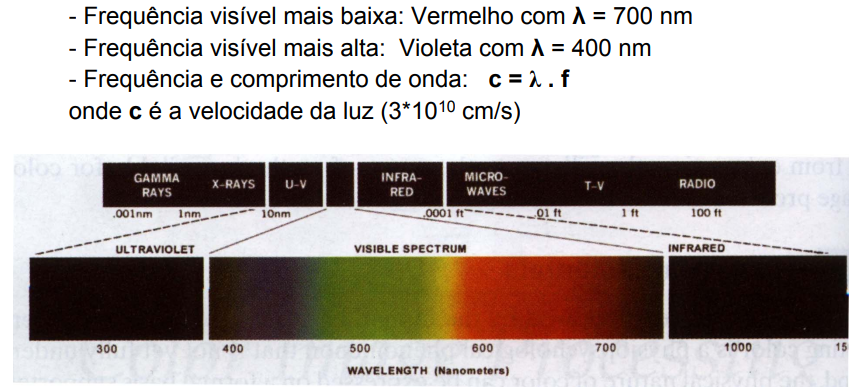 - Frequência visível mais baixa: Vermelho com λ = 700 nm
- Frequência visível mais alta: Violeta com λ = 400 nm
- Frequência e comprimento de onda: c = λ . f
onde c é a velocidade da luz (3*10¹⁰ cm/s)
from
for colo
GAMMA RAYS X-RAYS U-V INFRA-RED MICRO-WAVES T-V RADIO
.001nm 1nm 10nm .0001 ft .01 ft 1 ft 100 ft
ULTRAVIOLET VISIBLE SPECTRUM INFRARED
300 400 500 600 700 1000
WAVELENGTH (Nanometers)